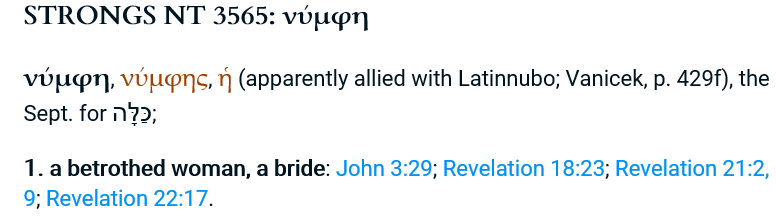 STRONGS NT 3565: νύμφη
νύμφη, νύμφης, ἡ (apparently allied with Latinnubo; Vanicek, p. 429f), the
Sept. for כַּלָּה;
1. a betrothed woman, a bride: John 3:29; Revelation 18:23; Revelation 21:2,
9; Revelation 22:17.